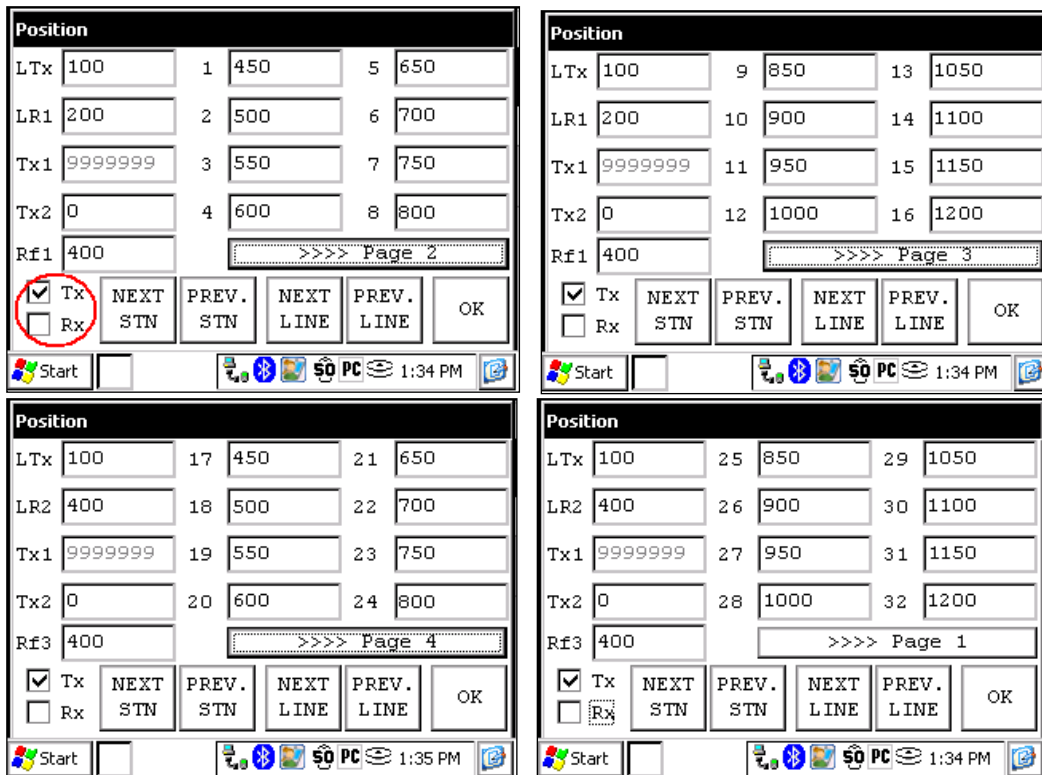 Position
LTx 100 1 450 5 650
LR1 200 2 500 6 700
Tx1 9999999 3 550 7 750
Tx2 0 4 600 8 800
Rf1 400 >>>> Page 2
Tx NEXT STN PREV. STN NEXT LINE PREV. LINE OK
Rx
Start SQ PC 1:34 PM
Position
LTx 100 9 850 13 1050
LR1 200 10 900 14 1100
Tx1 9999999 11 950 15 1150
Tx2 0 12 1000 16 1200
Rf1 400 >>>> Page 3
Tx NEXT STN PREV. STN NEXT LINE PREV. LINE OK
Rx
Start SQ PC 1:34 PM
Position
LTx 100 17 450 21 650
LR2 400 18 500 22 700
Tx1 9999999 19 550 23 750
Tx2 0 20 600 24 800
Rf3 400 >>>> Page 4
Tx NEXT STN PREV. STN NEXT LINE PREV. LINE OK
Rx
Start SQ PC 1:35 PM
Position
LTx 100 25 850 29 1050
LR2 400 26 900 30 1100
Tx1 9999999 27 950 31 1150
Tx2 0 28 1000 32 1200
Rf3 400 >>>> Page 1
Tx NEXT STN PREV. STN NEXT LINE PREV. LINE OK
Rx
Start SQ PC 1:34 PM